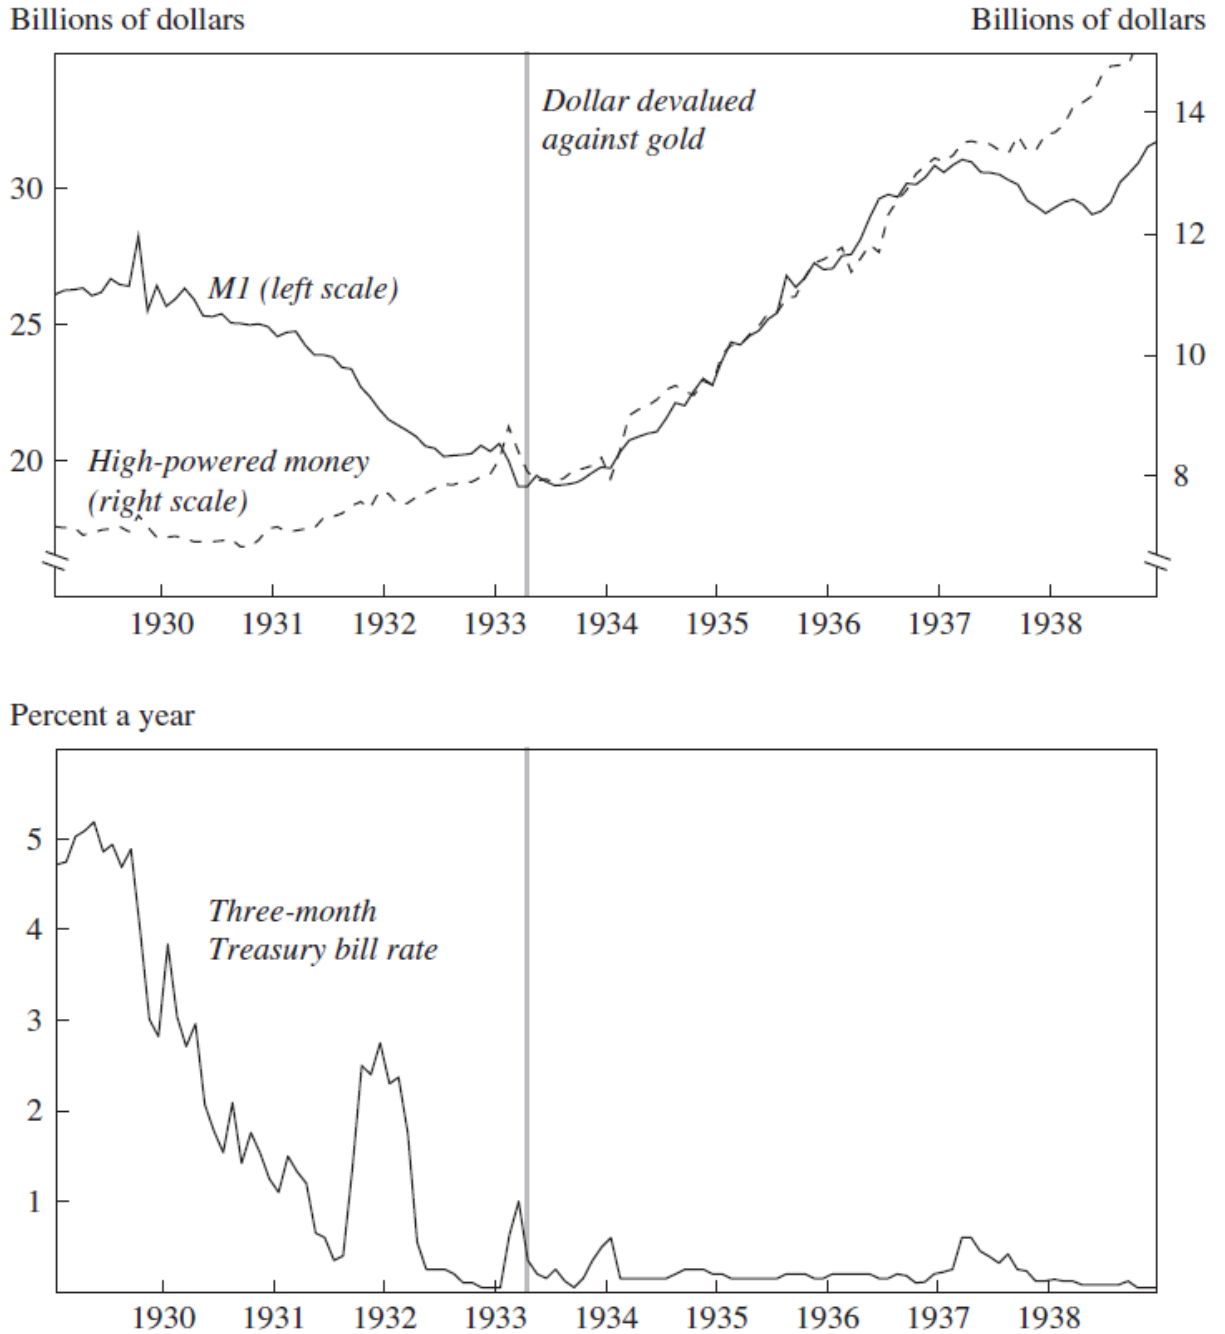 Billions of dollars
Billions of dollars
Dollar devalued
against gold
14
30
12
M1 (left scale)
25
10
High-powered money
(right scale)
20
8
1930 1931 1932 1933 1934 1935 1936 1937 1938
Percent a year
5
Three-month
Treasury bill rate
4
3
2
1
1930 1931 1932 1933 1934 1935 1936 1937 1938